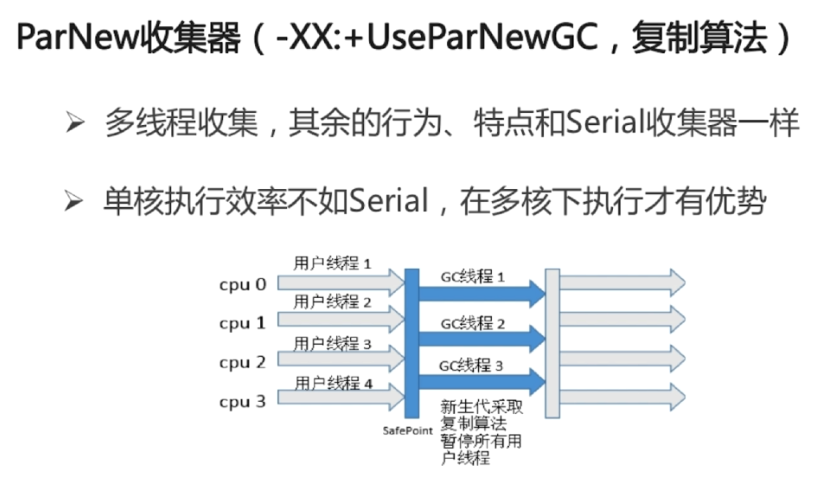 ParNew收集器（-XX:+UseParNewGC，复制算法）
多线程收集，其余的行为、特点和Serial收集器一样
单核执行效率不如Serial，在多核下执行才有优势
用户线程 1
GC线程 1
cpu 0
用户线程 2
cpu 1
GC线程 2
用户线程 3
cpu 2
GC线程 3
用户线程 4
cpu 3
SafePoint
新生代采取
复制算法
暂停所有用
户线程